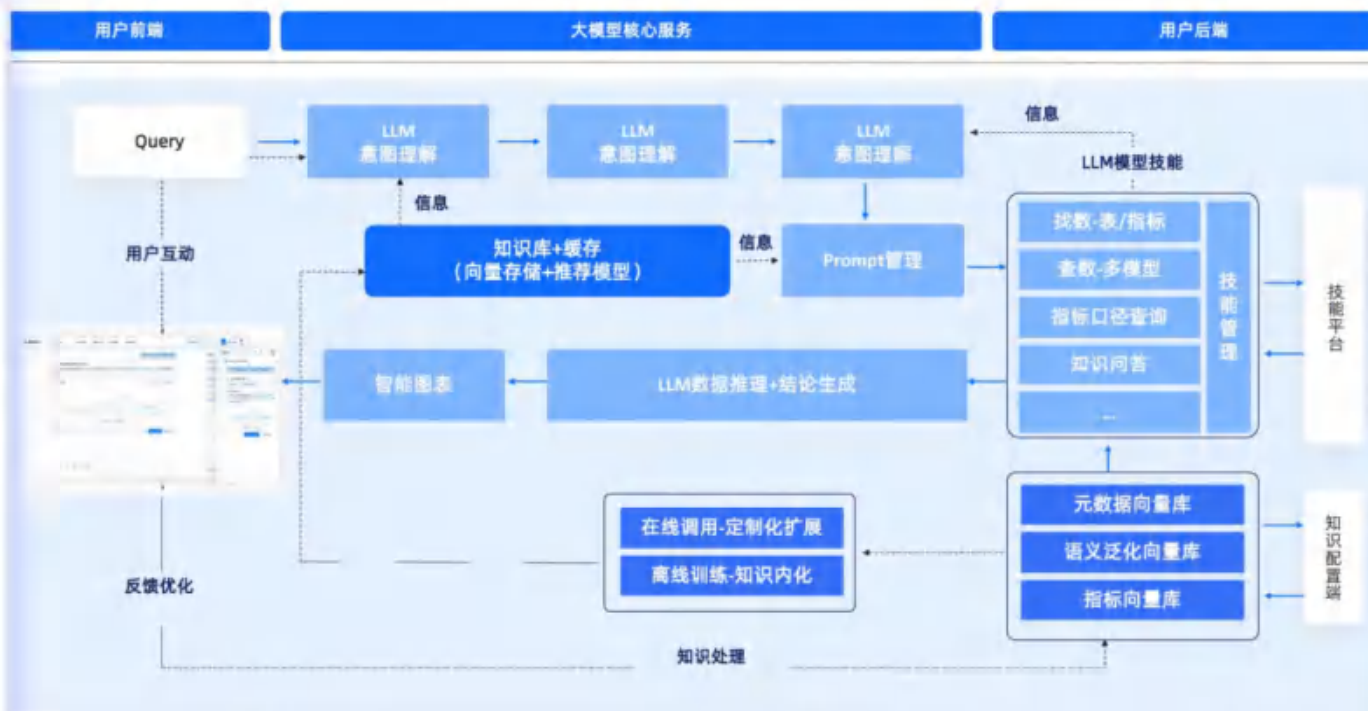 用户前端
大模型核心服务
用户后端
Query
LLM
意图理解
LLM
意图理解
LLM
意图理解
信息
LLM模型技能
信息
用户互动
知识库+缓存
（向量存储+推荐模型）
信息
Prompt管理
找数-表/指标
查数-多模型
指标口径查询
知识问答
...
技能管理
技能平台
智能图表
LLM数据推理+结论生成
在线调用-定制化扩展
离线训练-知识内化
元数据向量库
语义泛化向量库
指标向量库
知识配置端
反馈优化
知识处理